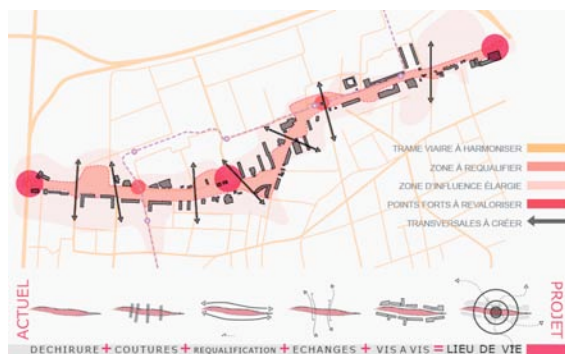 TRAME VIAIRE À HARMONISER
ZONE À REQUALIFIER
ZONE D'INFLUENCE ÉLARGIE
POINTS FORTS À REVALORISER
TRANSVERSALES À CRÉER
ACTUEL
PROJET
DECHIRURE + COUTURES + REQUALIFICATION + ECHANGES + VIS A VIS = LIEU DE VIE